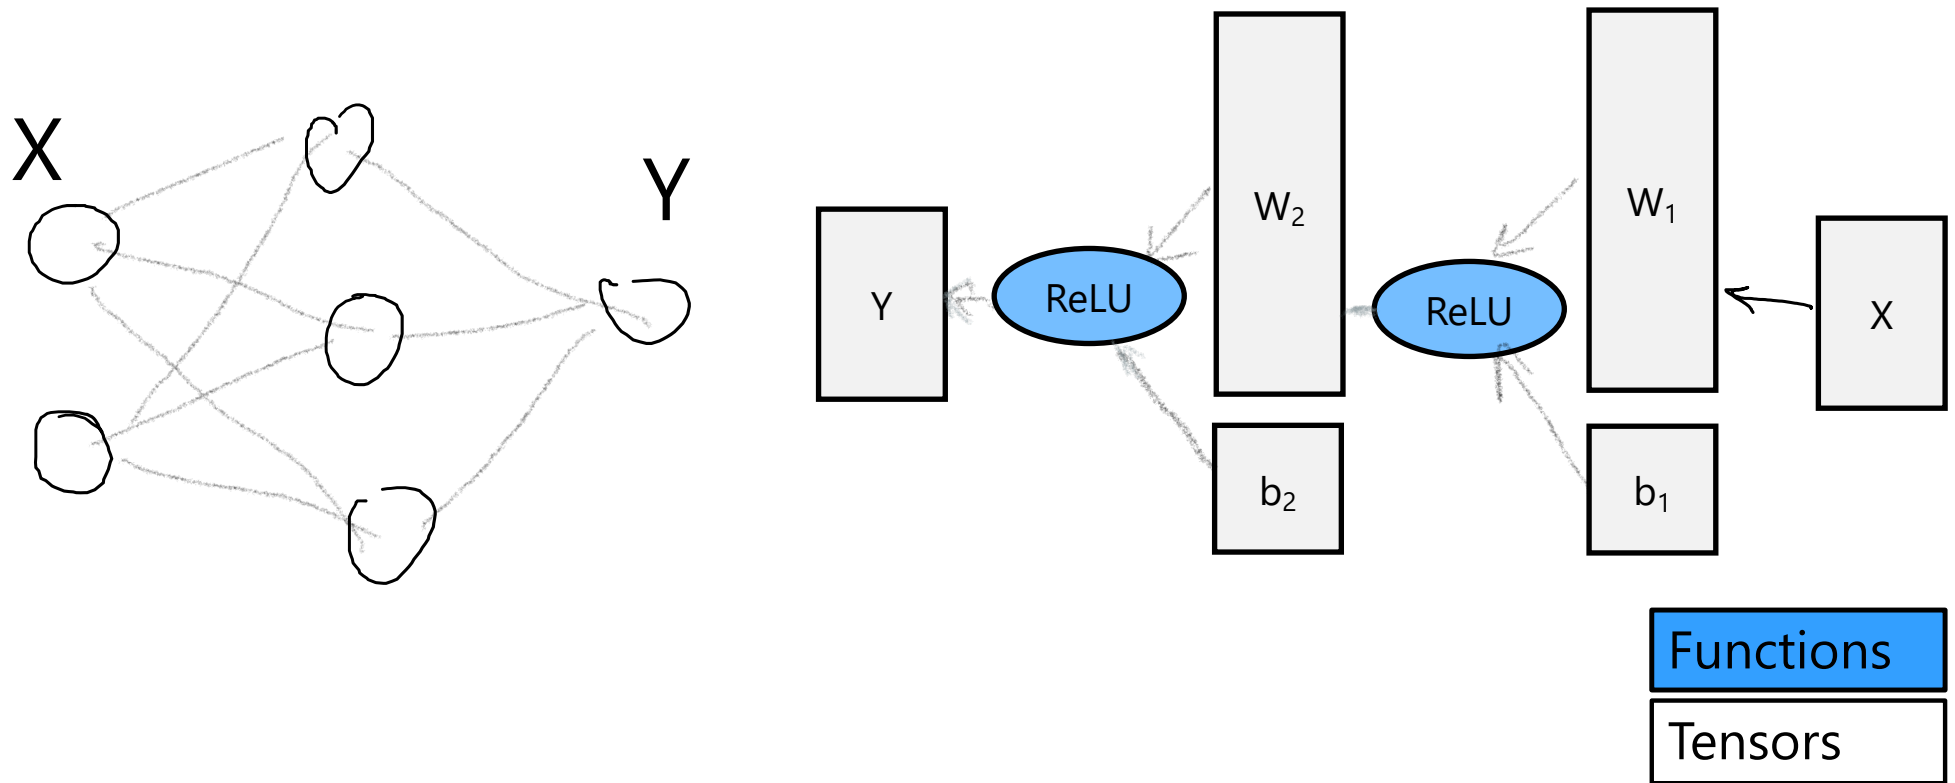 X
Y
Y
ReLU
W₂
b₂
ReLU
W₁
b₁
X
Functions
Tensors